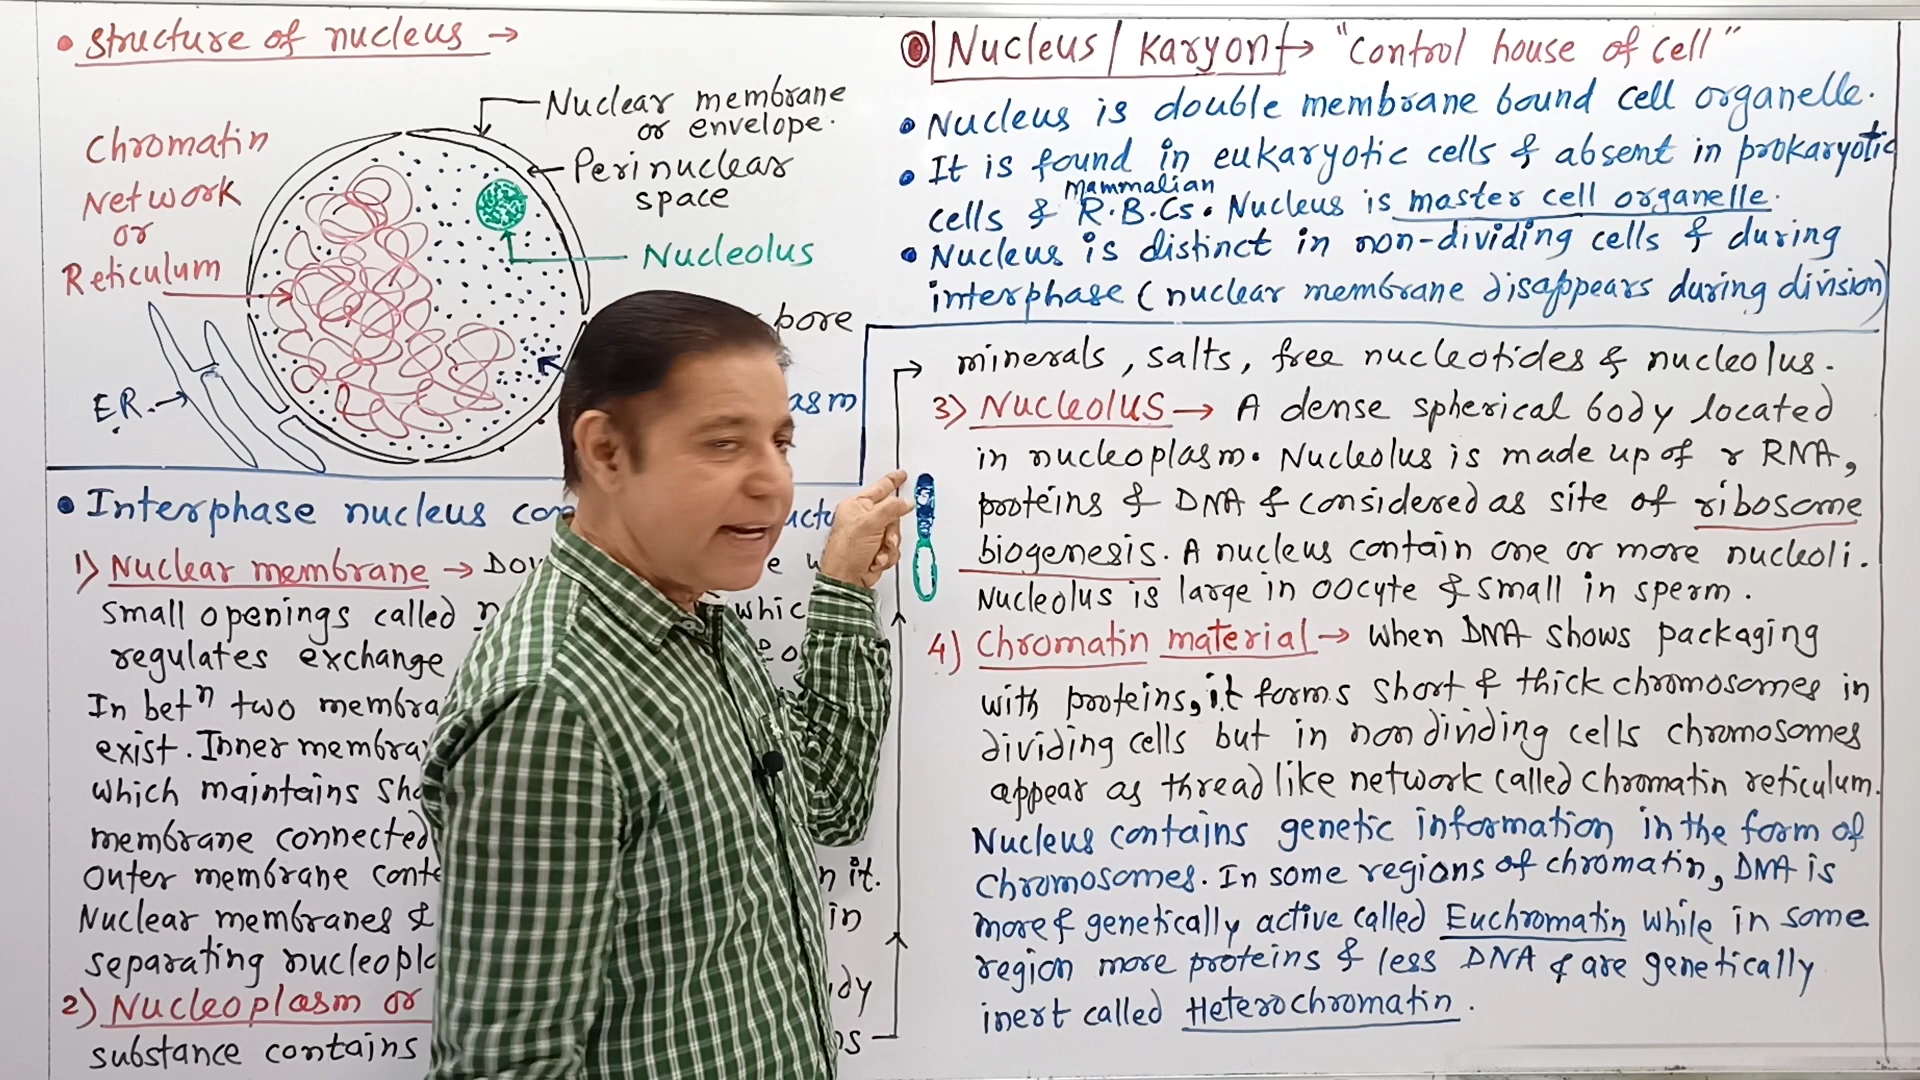 • Structure of nucleus →
Nuclear membrane
or envelope.
Perinuclear
space
Nucleolus
pore
asm
Chromatin
Network
or
Reticulum
E.R.
• Interphase nucleus
1) Nuclear membrane →
small openings called
regulates exchange
In betⁿ two
exist. Inner
which maintains
membrane connected
outer membrane
n it.
Nuclear membranes &
in
separating
2) Nucleoplasm or
substance contains
Nucleus / Karyon → "Control house of cell"
• Nucleus is double membrane bound cell organelle.
• It is found in eukaryotic cells & absent in prokaryotic
Mammalian
cells & R.B.Cs. Nucleus is master cell organelle.
• Nucleus is distinct in non-dividing cells & during
interphase (nuclear membrane disappears during division)
→ minerals, salts, free nucleotides & nucleolus.
3) Nucleolus → A dense spherical body located
in nucleoplasm. Nucleolus is made up of r RNA,
proteins & DNA & considered as site of ribosome
biogenesis. A nucleus contain one or more nucleoli.
Nucleolus is large in oocyte & small in sperm.
4) Chromatin material → When DNA shows packaging
with proteins, it forms short & thick chromosomes in
dividing cells but in non dividing cells chromosomes
appear as thread like network called chromatin reticulum.
Nucleus contains genetic information in the form of
chromosomes. In some regions of chromatin, DNA is
more & genetically active called Euchromatin while in some
region more proteins & less DNA & are genetically
inert called Heterochromatin.